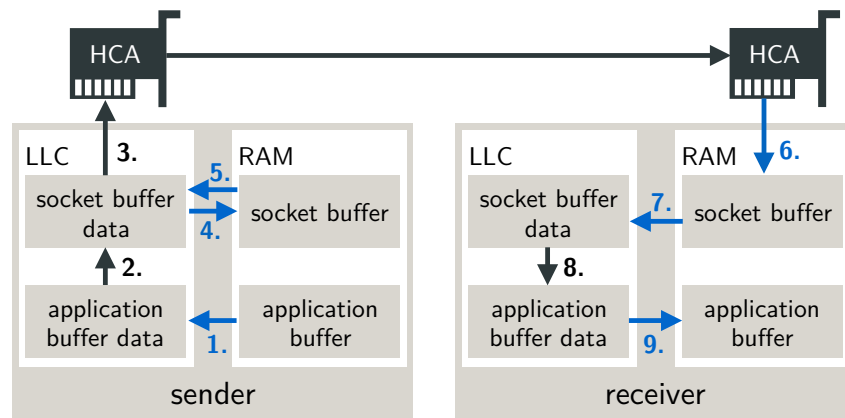 HCA
HCA
LLC
3.
RAM
5.
socket buffer
data
4.
socket buffer
2.
application
buffer data
1.
application
buffer
sender
LLC
RAM
6.
socket buffer
data
7.
socket buffer
8.
application
buffer data
9.
application
buffer
receiver